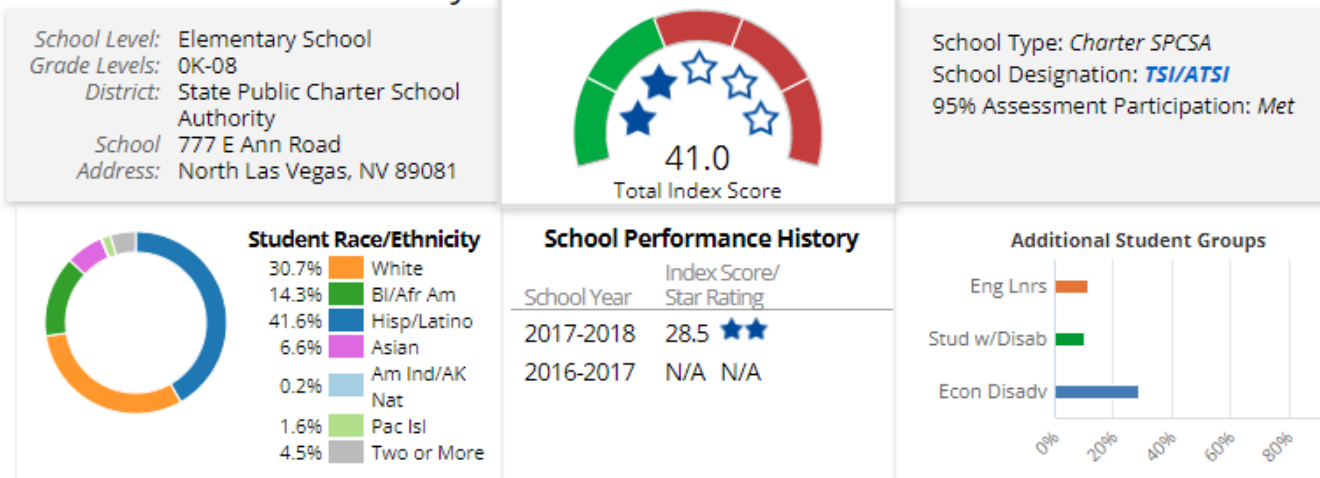 School Level: Elementary School
Grade Levels: 0K-08
District: State Public Charter School
Authority
School 777 E Ann Road
Address: North Las Vegas, NV 89081
41.0
Total Index Score
School Type: Charter SPCSA
School Designation: TSI/ATSI
95% Assessment Participation: Met
Student Race/Ethnicity
30.7% White
14.3% Bl/Afr Am
41.6% Hisp/Latino
6.6% Asian
0.2% Am Ind/AK
Nat
1.6% Pac Isl
4.5% Two or More
School Performance History
Index Score/
School Year Star Rating
2017-2018 28.5
2016-2017 N/A N/A
Additional Student Groups
Eng Lnrs
Stud w/Disab
Econ Disadv
0% 20% 40% 60% 80%